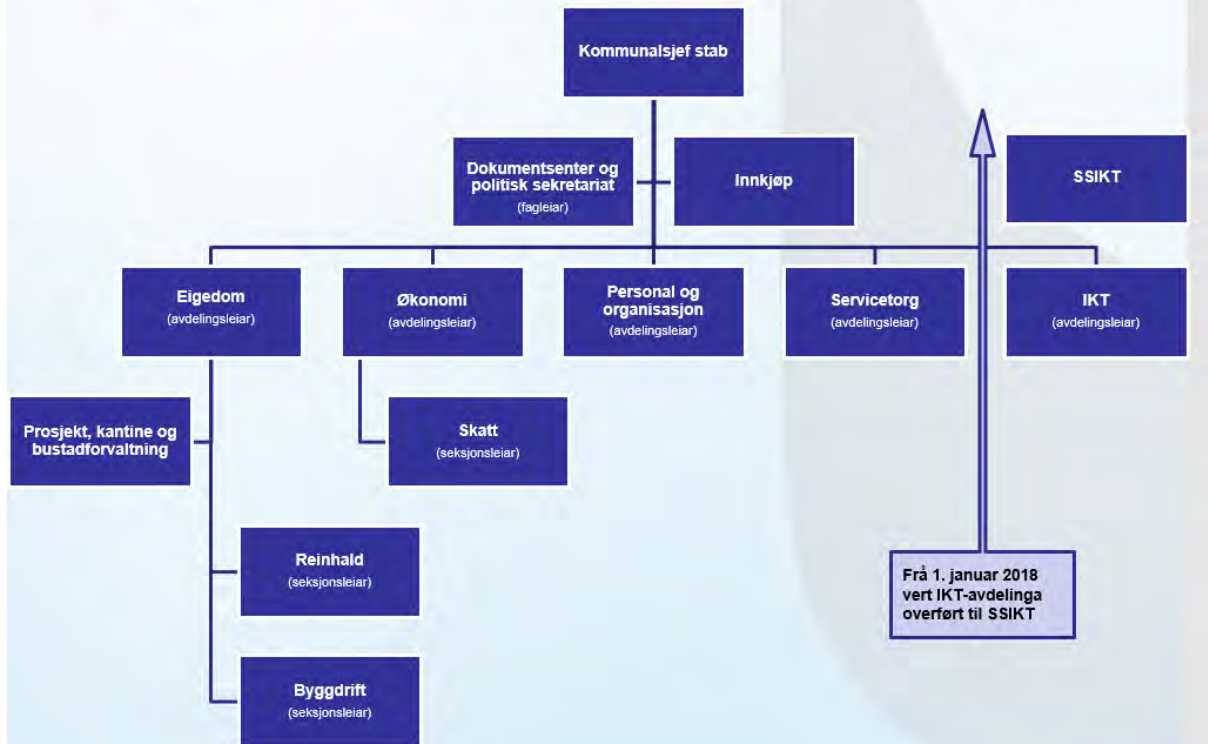 Kommunalsjef stab
Dokumentsenter og
politisk sekretariat
(fagleiar)
Innkjøp
SSIKT
Eigedom
(avdelingsleiar)
Økonomi
(avdelingsleiar)
Personal og
organisasjon
(avdelingsleiar)
Servicetorg
(avdelingsleiar)
IKT
(avdelingsleiar)
Prosjekt, kantine og
bustadforvaltning
Skatt
(seksjonsleiar)
Reinhald
(seksjonsleiar)
Frå 1. januar 2018
vert IKT-avdelinga
overført til SSIKT
Byggdrift
(seksjonsleiar)